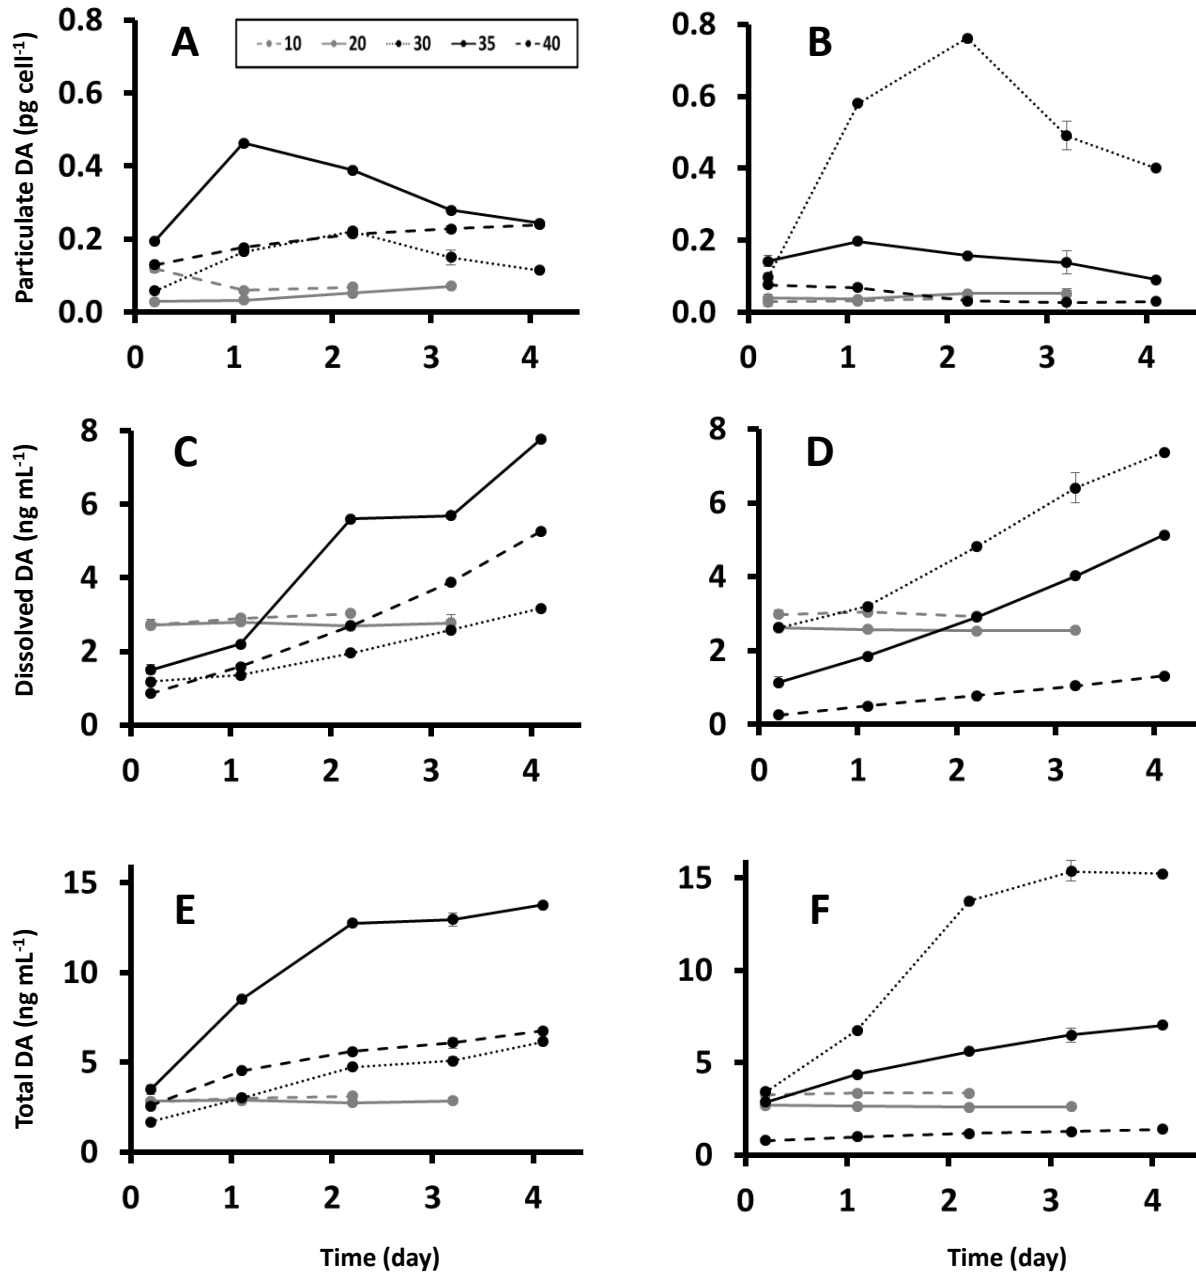 A
10 20 30 35 40
Particulate DA (pg cell-1)
0.8
0.6
0.4
0.2
0.0
0 1 2 3 4
B
0.8
0.6
0.4
0.2
0.0
0 1 2 3 4
C
Dissolved DA (ng mL-1)
8
6
4
2
0
0 1 2 3 4
D
8
6
4
2
0
0 1 2 3 4
E
Total DA (ng mL-1)
15
10
5
0
0 1 2 3 4
Time (day)
F
15
10
5
0
0 1 2 3 4
Time (day)